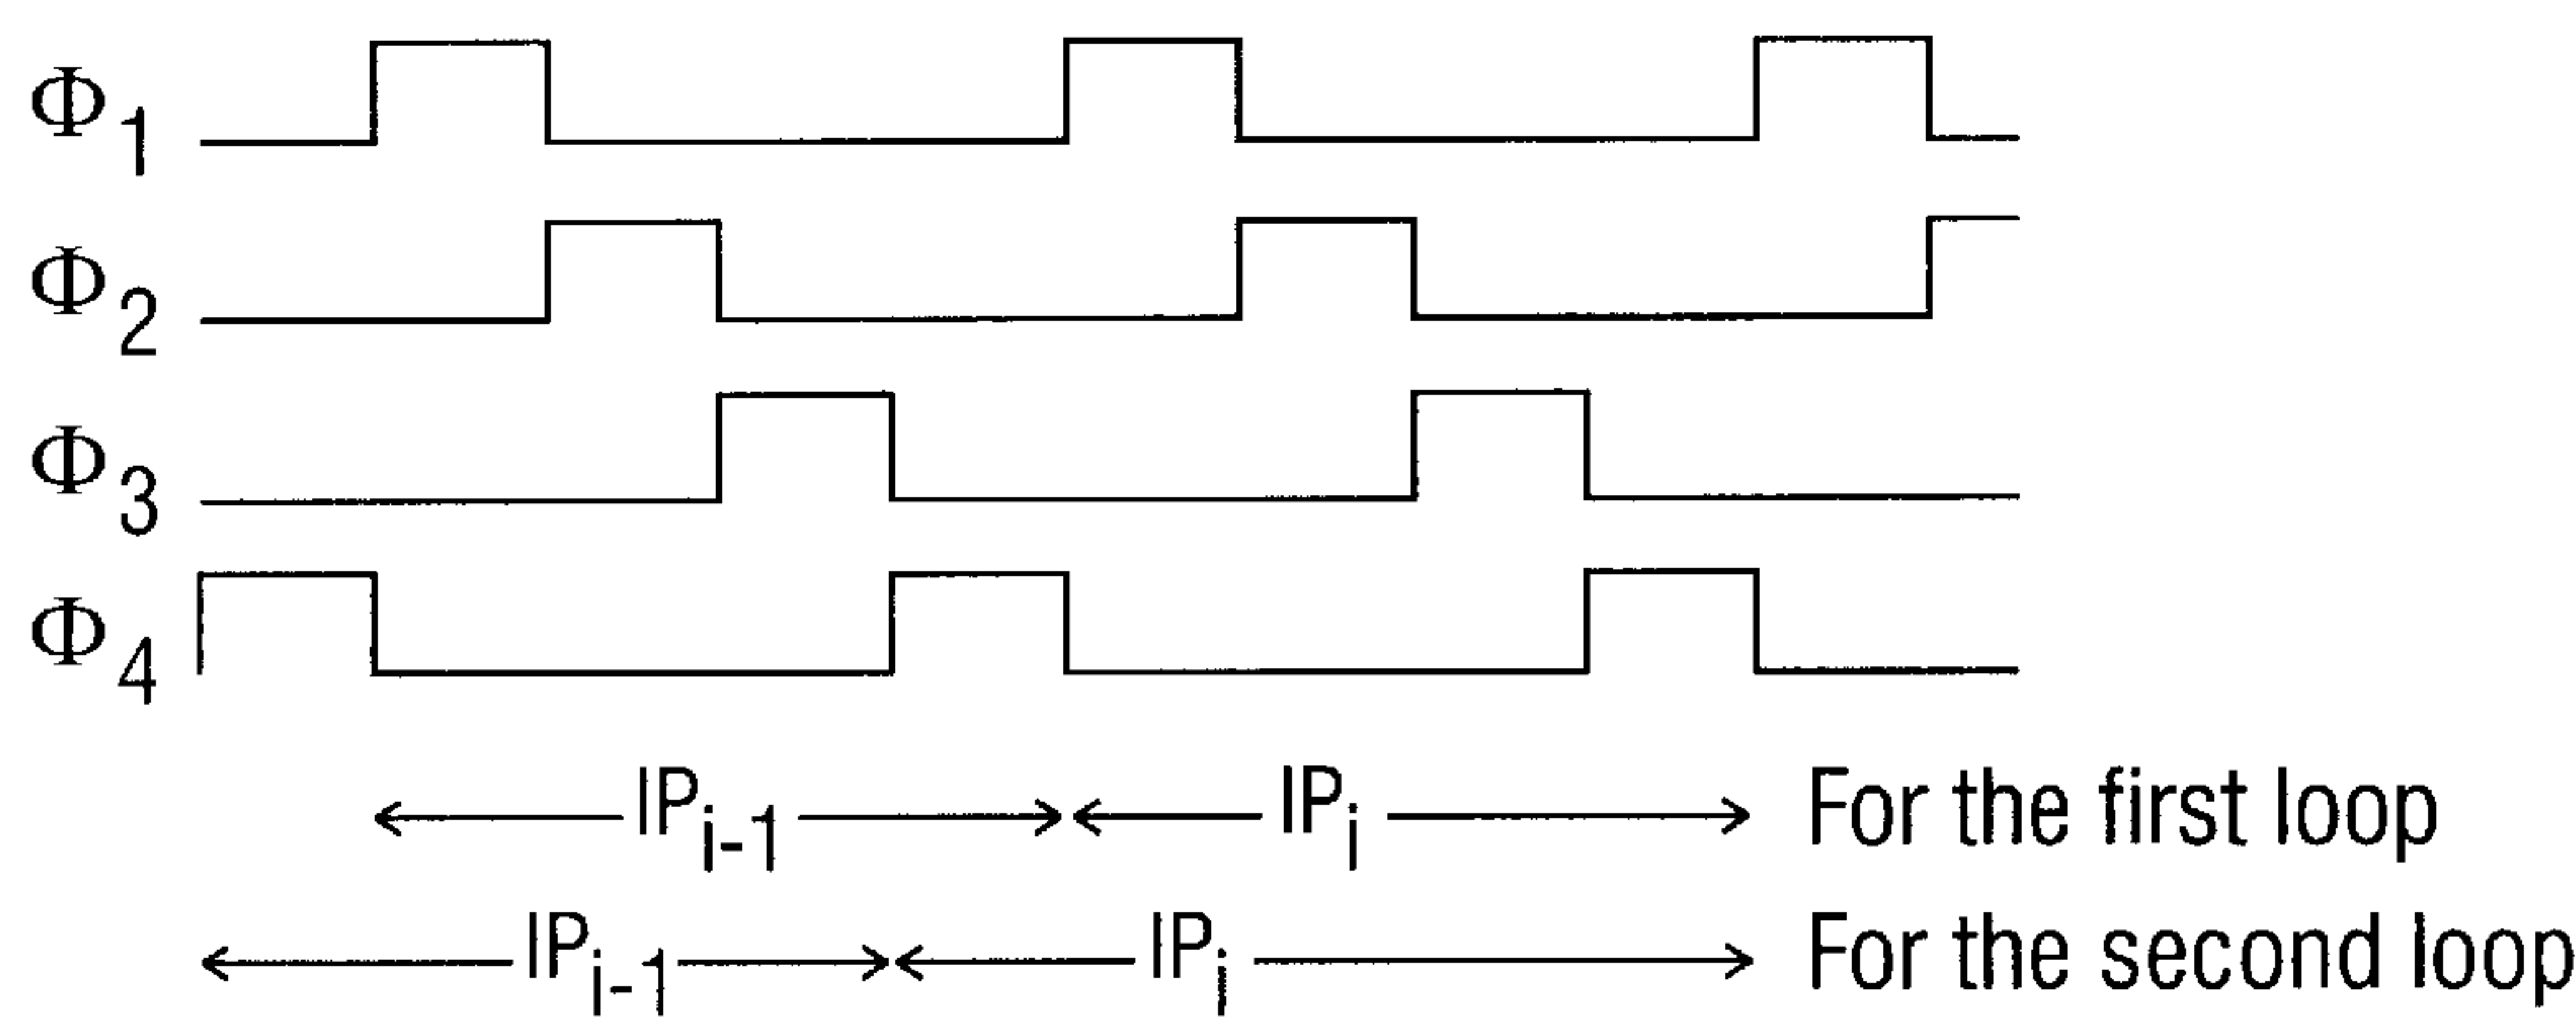 Φ1
Φ2
Φ3
Φ4
IPi-1 IPi For the first loop
IPi-1 IPi For the second loop